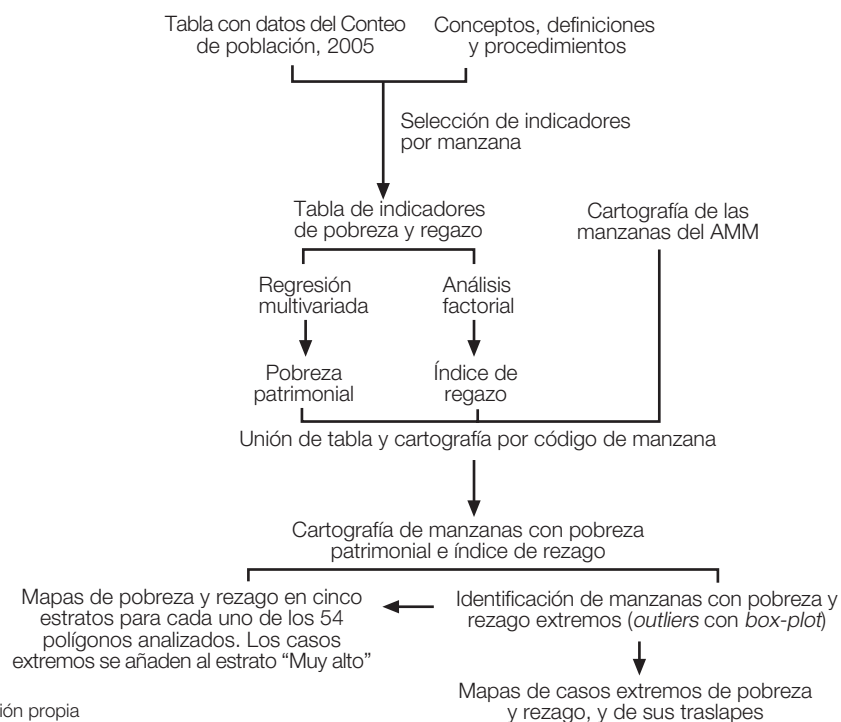 Tabla con datos del Conteo
de población, 2005
Conceptos, definiciones
y procedimientos
Selección de indicadores
por manzana
Tabla de indicadores
de pobreza y regazo
Cartografía de las
manzanas del AMM
Regresión
multivariada
Análisis
factorial
Pobreza
patrimonial
Índice de
regazo
Unión de tabla y cartografía por código de manzana
Cartografía de manzanas con pobreza
patrimonial e índice de rezago
Mapas de pobreza y rezago en cinco
estratos para cada uno de los 54
polígonos analizados. Los casos
extremos se añaden al estrato “Muy alto”
Identificación de manzanas con pobreza y
rezago extremos (outliers con box-plot)
Mapas de casos extremos de pobreza
y rezago, y de sus traslapes
ión propia